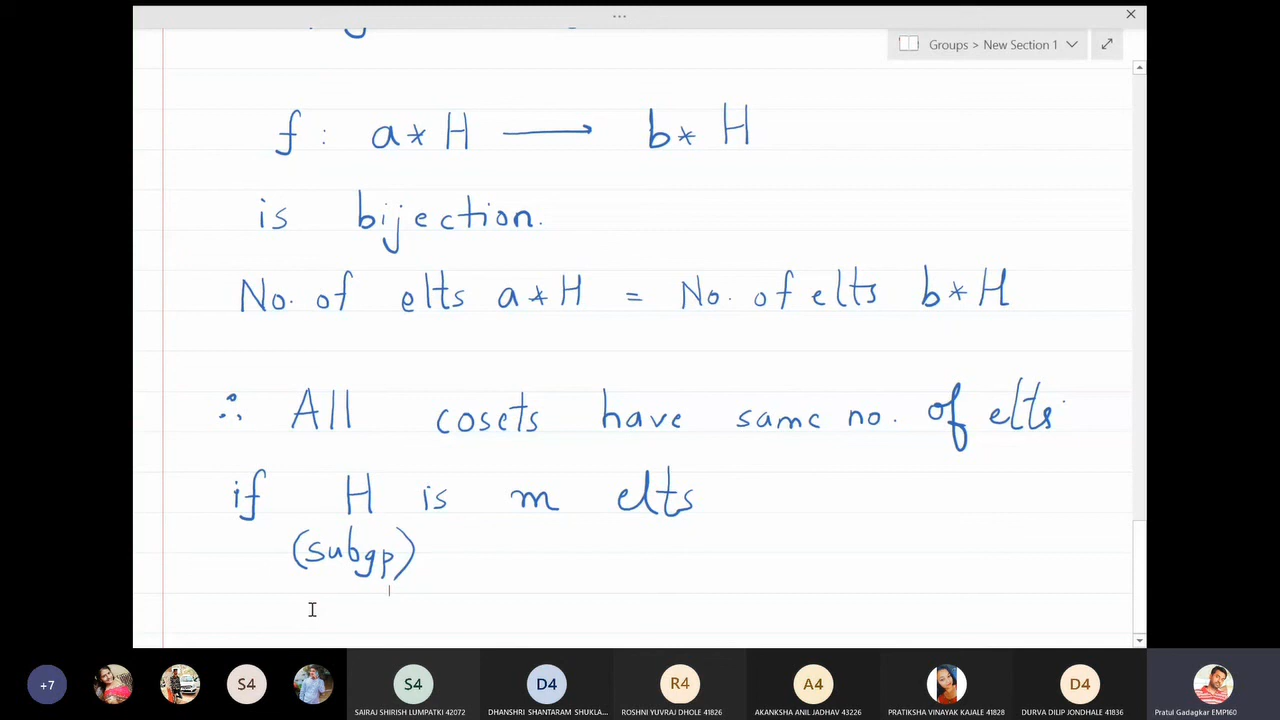 Groups > New Section 1
f : a * H ⟶ b * H
is bijection.
No. of elts a * H = No. of elts b * H
∴ All cosets have same no. of elts
if H is m elts
(subgp)
+7
S4
S4
D4
R4
A4
D4
SAIRAJ SHIRISH LUMPATKI 42072
DHANSHRI SHANTARAM SHUKLA...
ROSHNI YUVRAJ DHOLE 41826
AKANKSHA ANIL JADHAV 43226
PRATIKSHA VINAYAK KAJALE 41828
DURVA DILIP JONDHALE 41836
Pratul Gadagkar EMP160